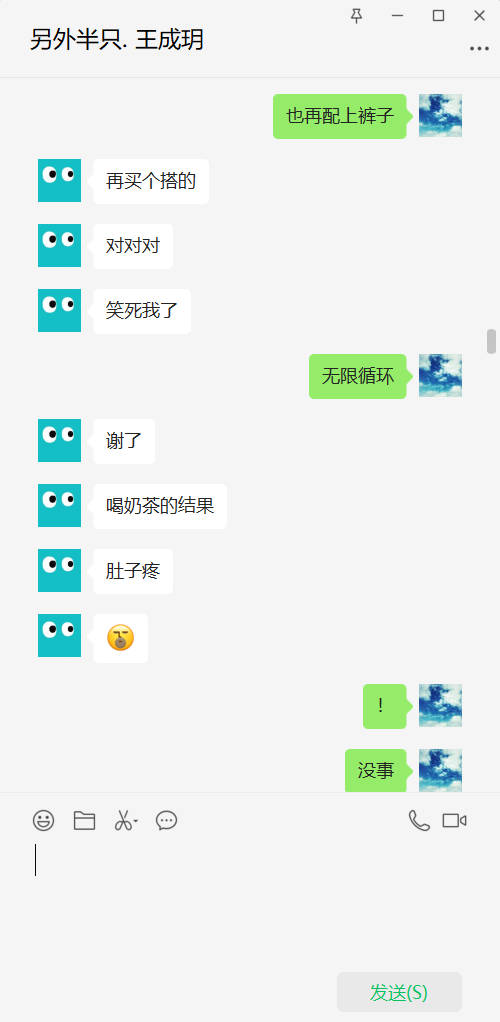 另外半只. 王成玥
也再配上裤子
再买个搭的
对对对
笑死我了
无限循环
谢了
喝奶茶的结果
肚子疼
！
没事
发送(S)